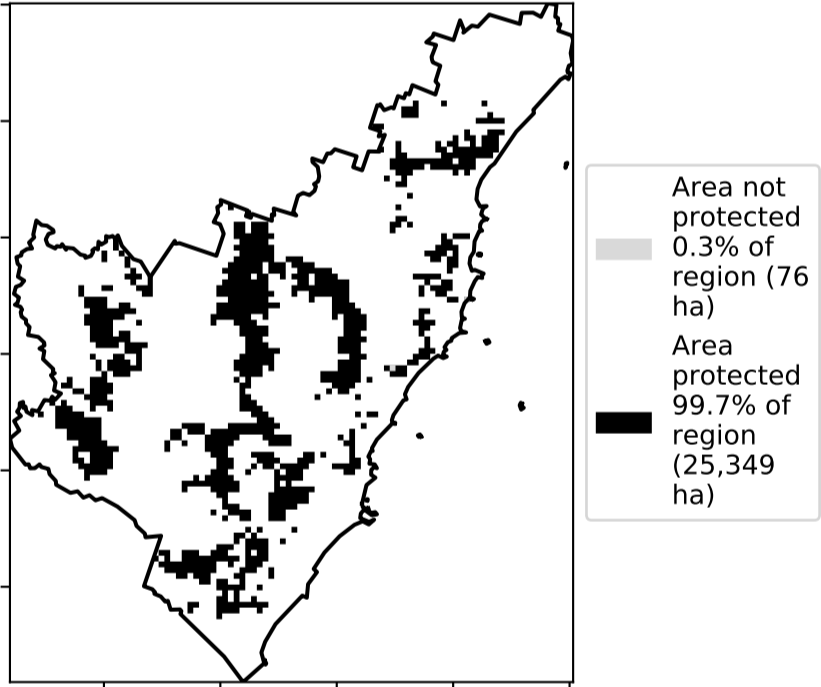 Area not
protected
0.3% of
region (76
ha)
Area
protected
99.7% of
region
(25,349
ha)